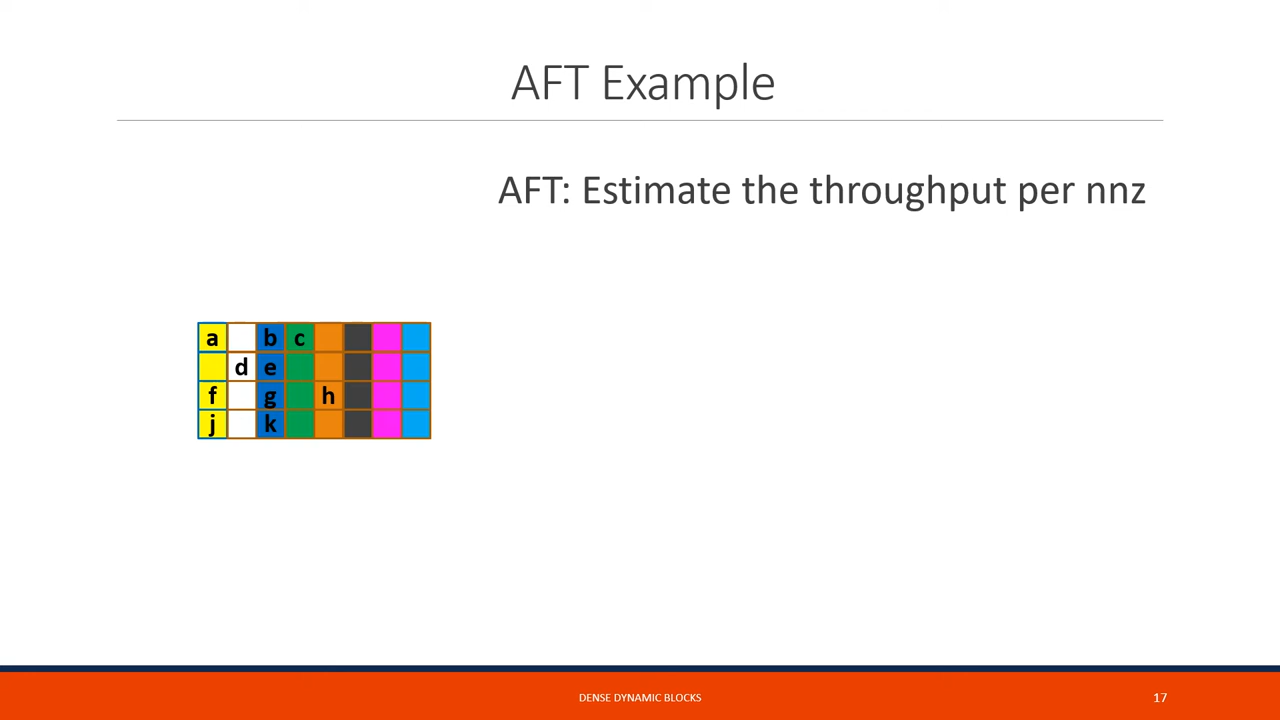 AFT Example
AFT: Estimate the throughput per nnz
a b c
d e
f g h
j k
DENSE DYNAMIC BLOCKS
17